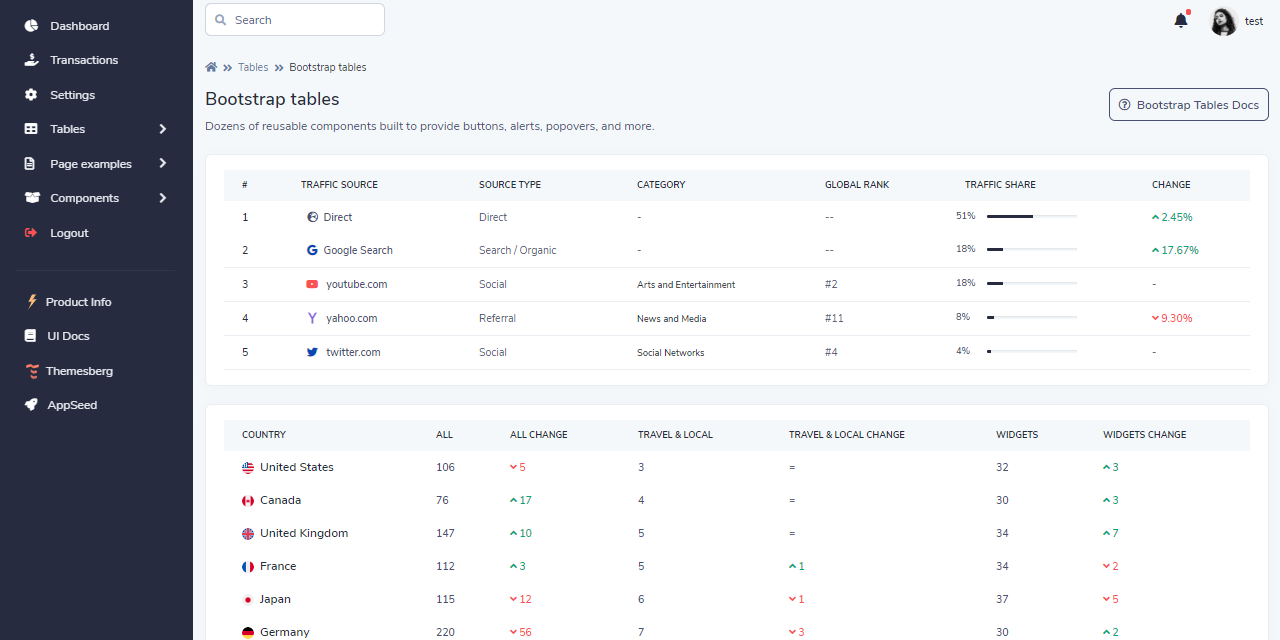 Dashboard
Transactions
Settings
Tables
Page examples
Components
Logout
Product Info
UI Docs
Themesberg
AppSeed
Search
test
Tables Bootstrap tables
Bootstrap tables
Dozens of reusable components built to provide buttons, alerts, popovers, and more.
Bootstrap Tables Docs
# TRAFFIC SOURCE SOURCE TYPE CATEGORY GLOBAL RANK TRAFFIC SHARE CHANGE
1 Direct Direct - -- 51% 2.45%
2 Google Search Search / Organic - -- 18% 17.67%
3 youtube.com Social Arts and Entertainment #2 18% -
4 yahoo.com Referral News and Media #11 8% 9.30%
5 twitter.com Social Social Networks #4 4% -
COUNTRY ALL ALL CHANGE TRAVEL & LOCAL TRAVEL & LOCAL CHANGE WIDGETS WIDGETS CHANGE
United States 106 5 3 = 32 3
Canada 76 17 4 = 30 3
United Kingdom 147 10 5 = 34 7
France 112 3 5 1 34 2
Japan 115 12 6 1 37 5
Germany 220 56 7 3 30 2